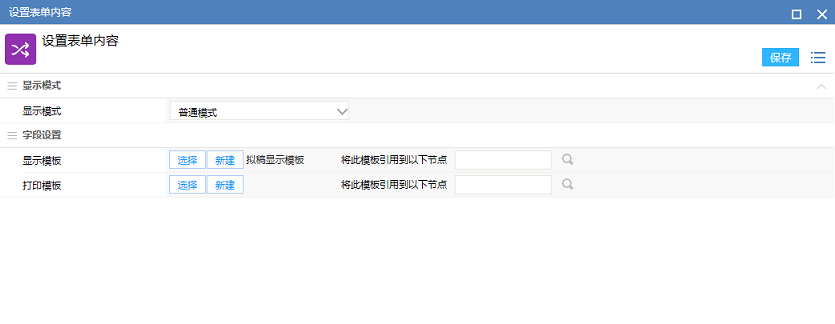 设置表单内容
设置表单内容
保存
显示模式
显示模式 普通模式
字段设置
显示模板 选择 新建 拟稿显示模板 将此模板引用到以下节点
打印模板 选择 新建 将此模板引用到以下节点